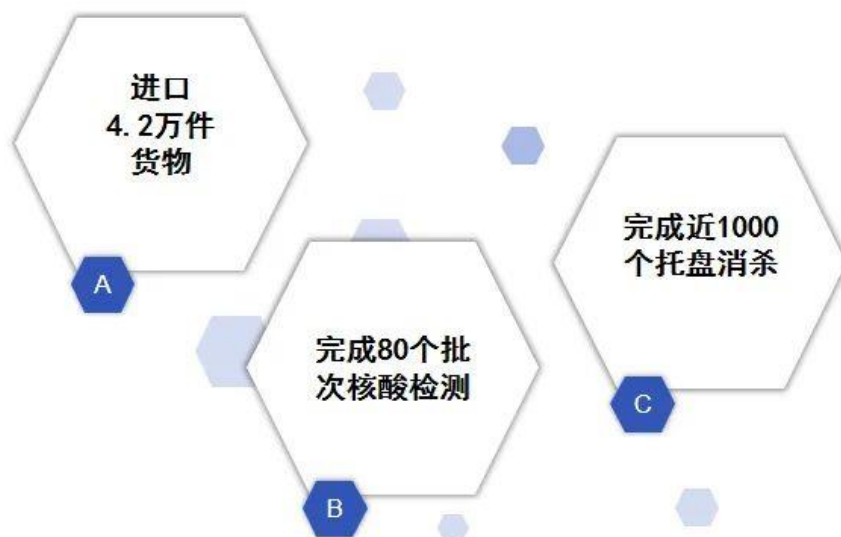 进口
4.2万件
货物
A
完成80个批
次核酸检测
B
完成近1000
个托盘消杀
C